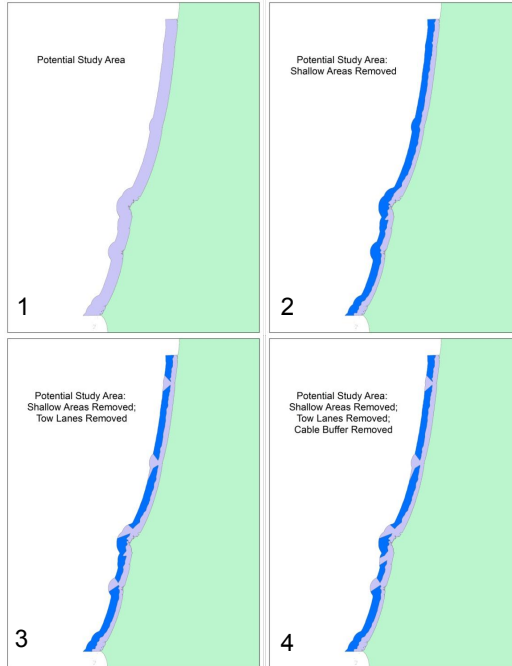 Potential Study Area
1
Potential Study Area:
Shallow Areas Removed
2
Potential Study Area:
Shallow Areas Removed;
Tow Lanes Removed
3
Potential Study Area:
Shallow Areas Removed;
Tow Lanes Removed;
Cable Buffer Removed
4